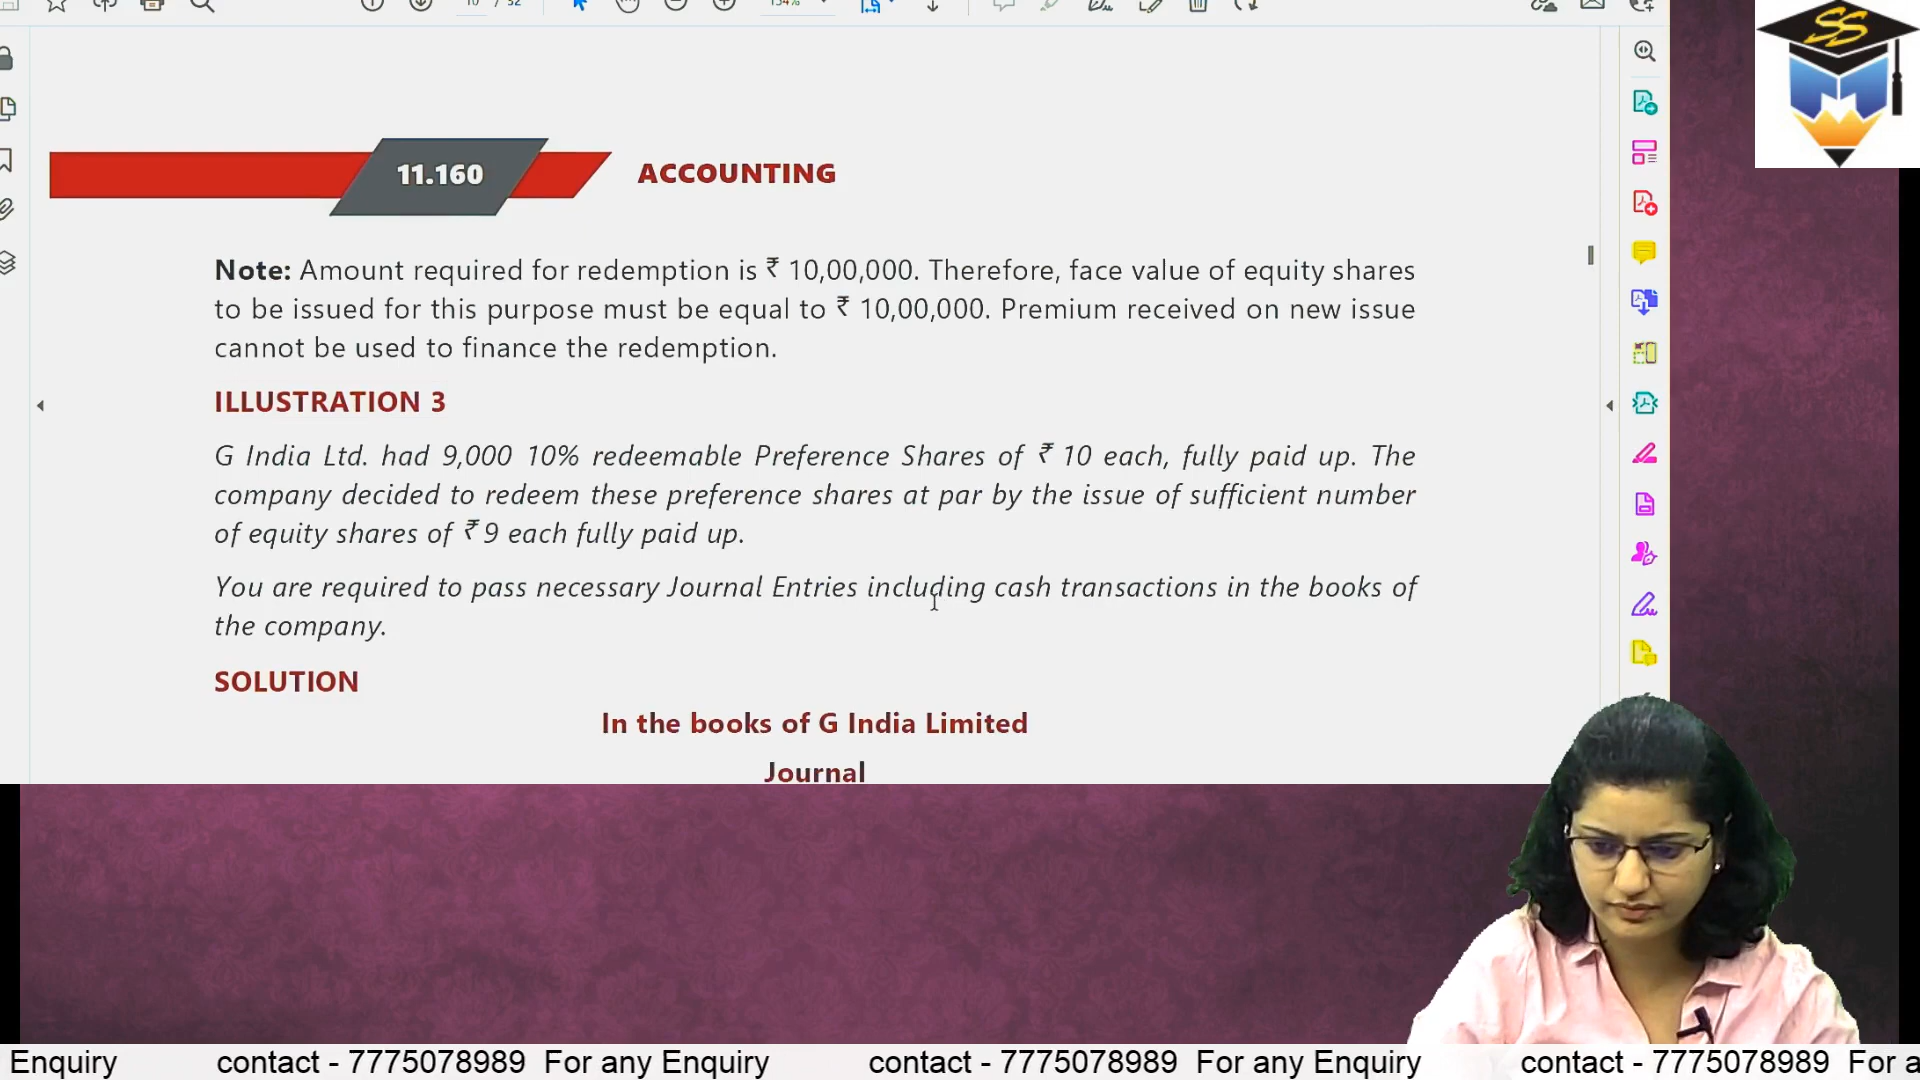 SS
11.160 ACCOUNTING
Note: Amount required for redemption is ₹ 10,00,000. Therefore, face value of equity shares
to be issued for this purpose must be equal to ₹ 10,00,000. Premium received on new issue
cannot be used to finance the redemption.
ILLUSTRATION 3
G India Ltd. had 9,000 10% redeemable Preference Shares of ₹ 10 each, fully paid up. The
company decided to redeem these preference shares at par by the issue of sufficient number
of equity shares of ₹ 9 each fully paid up.
You are required to pass necessary Journal Entries including cash transactions in the books of
the company.
SOLUTION
In the books of G India Limited
Journal
Enquiry contact - 7775078989 For any Enquiry contact - 7775078989 For any Enquiry contact - 7775078989 For a